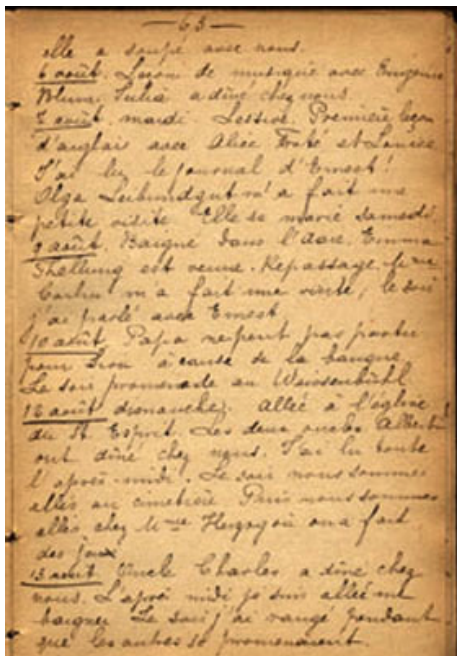 — 63 —
elle a soupé avec nous.
6 août. Leçon de musique avec Eugénie
Blum. Julia a dîné chez nous.
7 août, mardi Lessive. Première leçon
d'anglais avec Alice et Louise
J'ai lu le journal d'Ernest!
Olga m'a fait une
petite visite Elle se marie samedi.
9 août. Baigné dans l'Aare. Emma
est venue. Repassage. Mme
m'a fait une visite, le soir
j'ai parlé avec Ernest
10 août, Papa ne peut pas partir
pour à cause de la banque.
Le soir promenade au Weissenbühl
12 août dimanche. Allée à l'église
du St Esprit. Les deux oncles Albert
ont dîné chez nous. J'ai lu toute
l'après-midi. Le soir nous sommes
allés au cimetière Puis nous sommes
allés chez Mme où on a fait
des jeux
13 août Oncle Charles a dîné chez
nous. L'après midi je suis allée me
baigner Le soir j'ai rangé pendant
que les autres se promenaient.